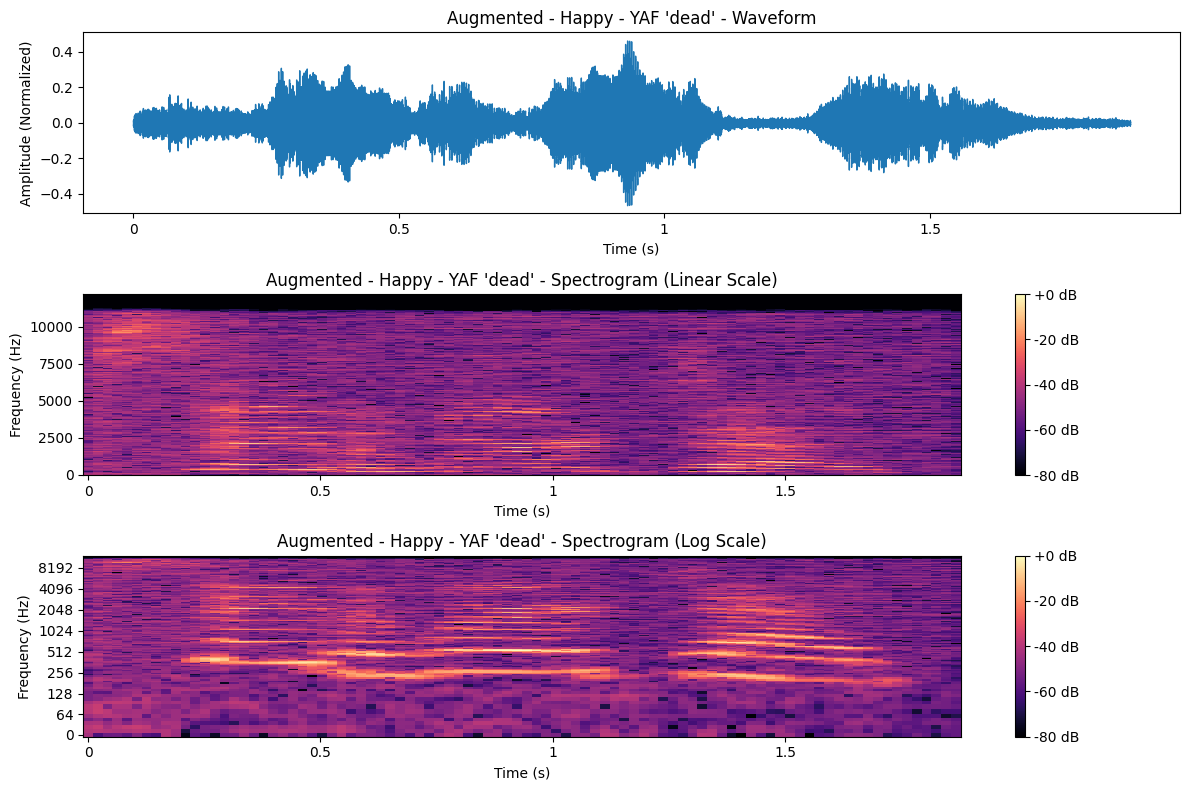 Augmented - Happy - YAF 'dead' - Waveform
Amplitude (Normalized)
0.4
0.2
0.0
−0.2
−0.4
0 0.5 1 1.5
Time (s)
Augmented - Happy - YAF 'dead' - Spectrogram (Linear Scale)
Frequency (Hz)
10000
7500
5000
2500
0
0 0.5 1 1.5
Time (s)
+0 dB
-20 dB
-40 dB
-60 dB
-80 dB
Augmented - Happy - YAF 'dead' - Spectrogram (Log Scale)
Frequency (Hz)
8192
4096
2048
1024
512
256
128
64
0
0 0.5 1 1.5
Time (s)
+0 dB
-20 dB
-40 dB
-60 dB
-80 dB